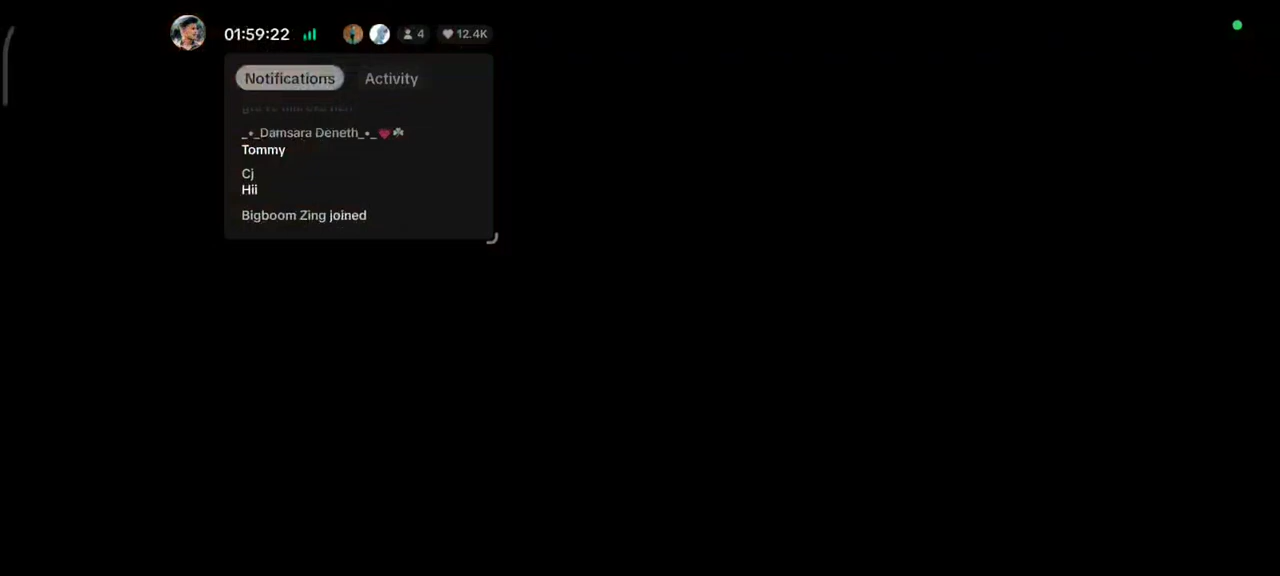 01:59:22 4 12.4K
Notifications Activity
_•_Damsara Deneth_•_💗☘
Tommy
Cj
Hii
Bigboom Zing joined